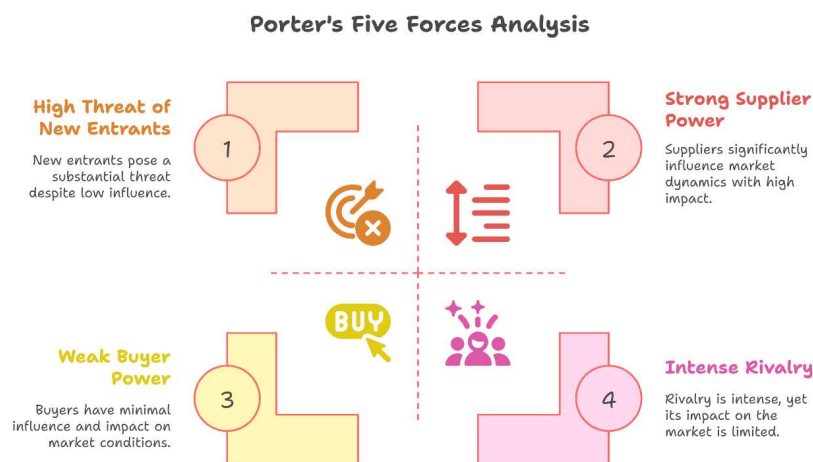 Porter's Five Forces Analysis
High Threat of
New Entrants
1
New entrants pose a
substantial threat
despite low influence.
Strong Supplier
Power
2
Suppliers significantly
influence market
dynamics with high
impact.
BUY
Weak Buyer
Power
3
Buyers have minimal
influence and impact on
market conditions.
Intense Rivalry
4
Rivalry is intense, yet
its impact on the
market is limited.